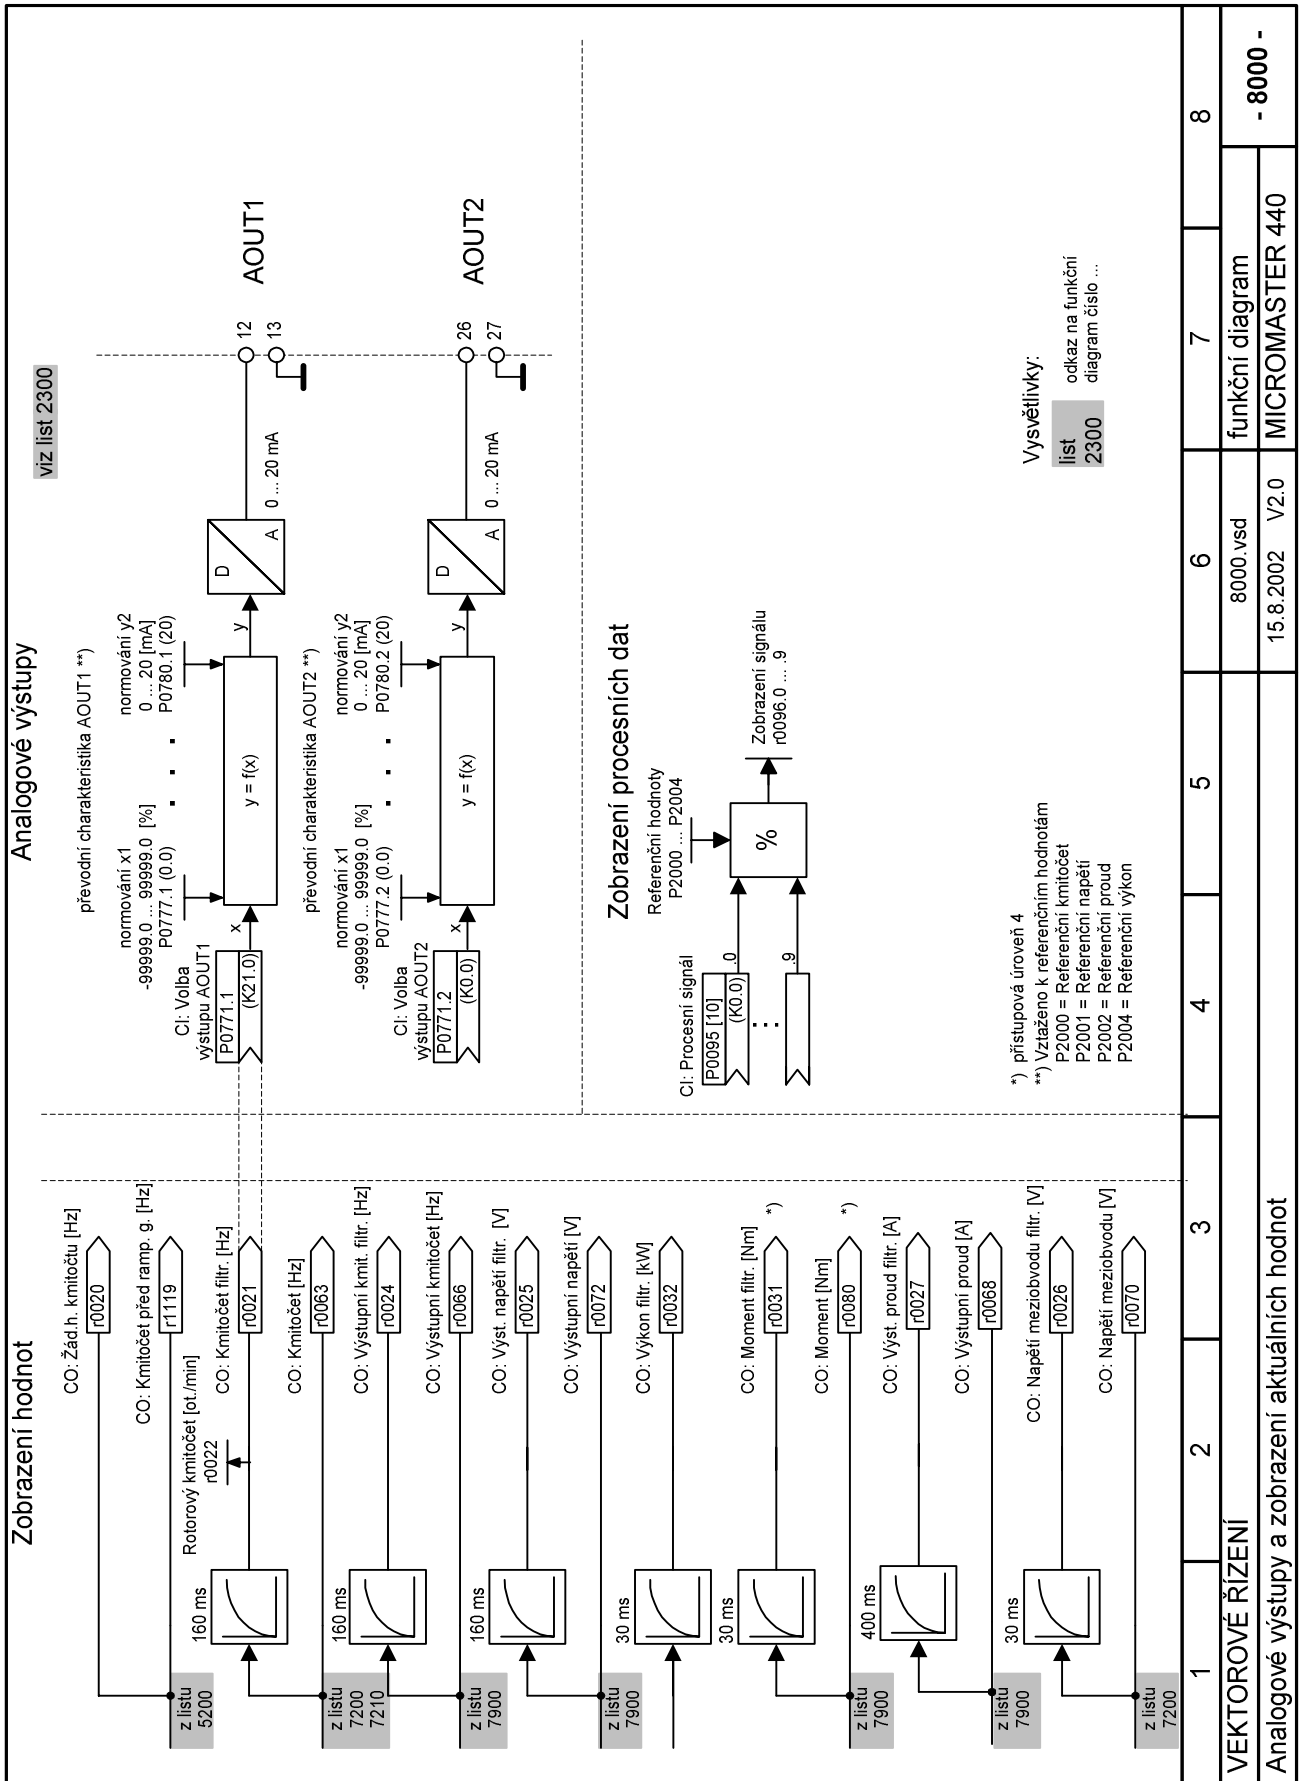 Zobrazení hodnot
CO: Žád.h. kmitočtu [Hz]
r0020
CO: Kmitočet před ramp. g. [Hz]
r1119
z listu
5200
Rotorový kmitočet [ot./min]
r0022
160 ms
CO: Kmitočet filtr. [Hz]
r0021
CO: Kmitočet [Hz]
r0063
z listu
7200
7210
160 ms
CO: Výstupní kmit. filtr. [Hz]
r0024
CO: Výstupní kmitočet [Hz]
r0066
z listu
7900
160 ms
CO: Výst. napětí filtr. [V]
r0025
CO: Výstupní napětí [V]
r0072
z listu
7900
30 ms
CO: Výkon filtr. [kW]
r0032
30 ms
CO: Moment filtr. [Nm]
*)
r0031
CO: Moment [Nm]
*)
r0080
z listu
7900
400 ms
CO: Výst. proud filtr. [A]
r0027
CO: Výstupní proud [A]
r0068
z listu
7900
30 ms
CO: Napětí meziobvodu filtr. [V]
r0026
CO: Napětí meziobvodu [V]
r0070
z listu
7200
Analogové výstupy
viz list 2300
převodní charakteristika AOUT1 **)
normování x1
-99999.0 ... 99999.0 [%]
P0777.1 (0.0)
. . .
normování y2
0 ... 20 [mA]
P0780.1 (20)
CI: Volba
výstupu AOUT1
P0771.1
(K21.0)
x
y = f(x)
y
D
A
0 ... 20 mA
12
13
AOUT1
převodní charakteristika AOUT2 **)
normování x1
-99999.0 ... 99999.0 [%]
P0777.2 (0.0)
. . .
normování y2
0 ... 20 [mA]
P0780.2 (20)
CI: Volba
výstupu AOUT2
P0771.2
(K0.0)
x
y = f(x)
y
D
A
0 ... 20 mA
26
27
AOUT2
Zobrazení procesních dat
Referenční hodnoty
P2000 ... P2004
CI: Procesní signál
P0095 [10]
(K0.0)
.0
...
.9
%
Zobrazení signálu
r0096.0 ... .9
*) přístupová úroveň 4
**) Vztaženo k referenčním hodnotám
P2000 = Referenční kmitočet
P2001 = Referenční napětí
P2002 = Referenční proud
P2004 = Referenční výkon
Vysvětlivky:
list
2300
odkaz na funkční
diagram číslo ...
1 2 3 4 5 6 7 8
VEKTOROVÉ ŘÍZENÍ
8000.vsd
funkční diagram
- 8000 -
Analogové výstupy a zobrazení aktuálních hodnot
15.8.2002 V2.0
MICROMASTER 440